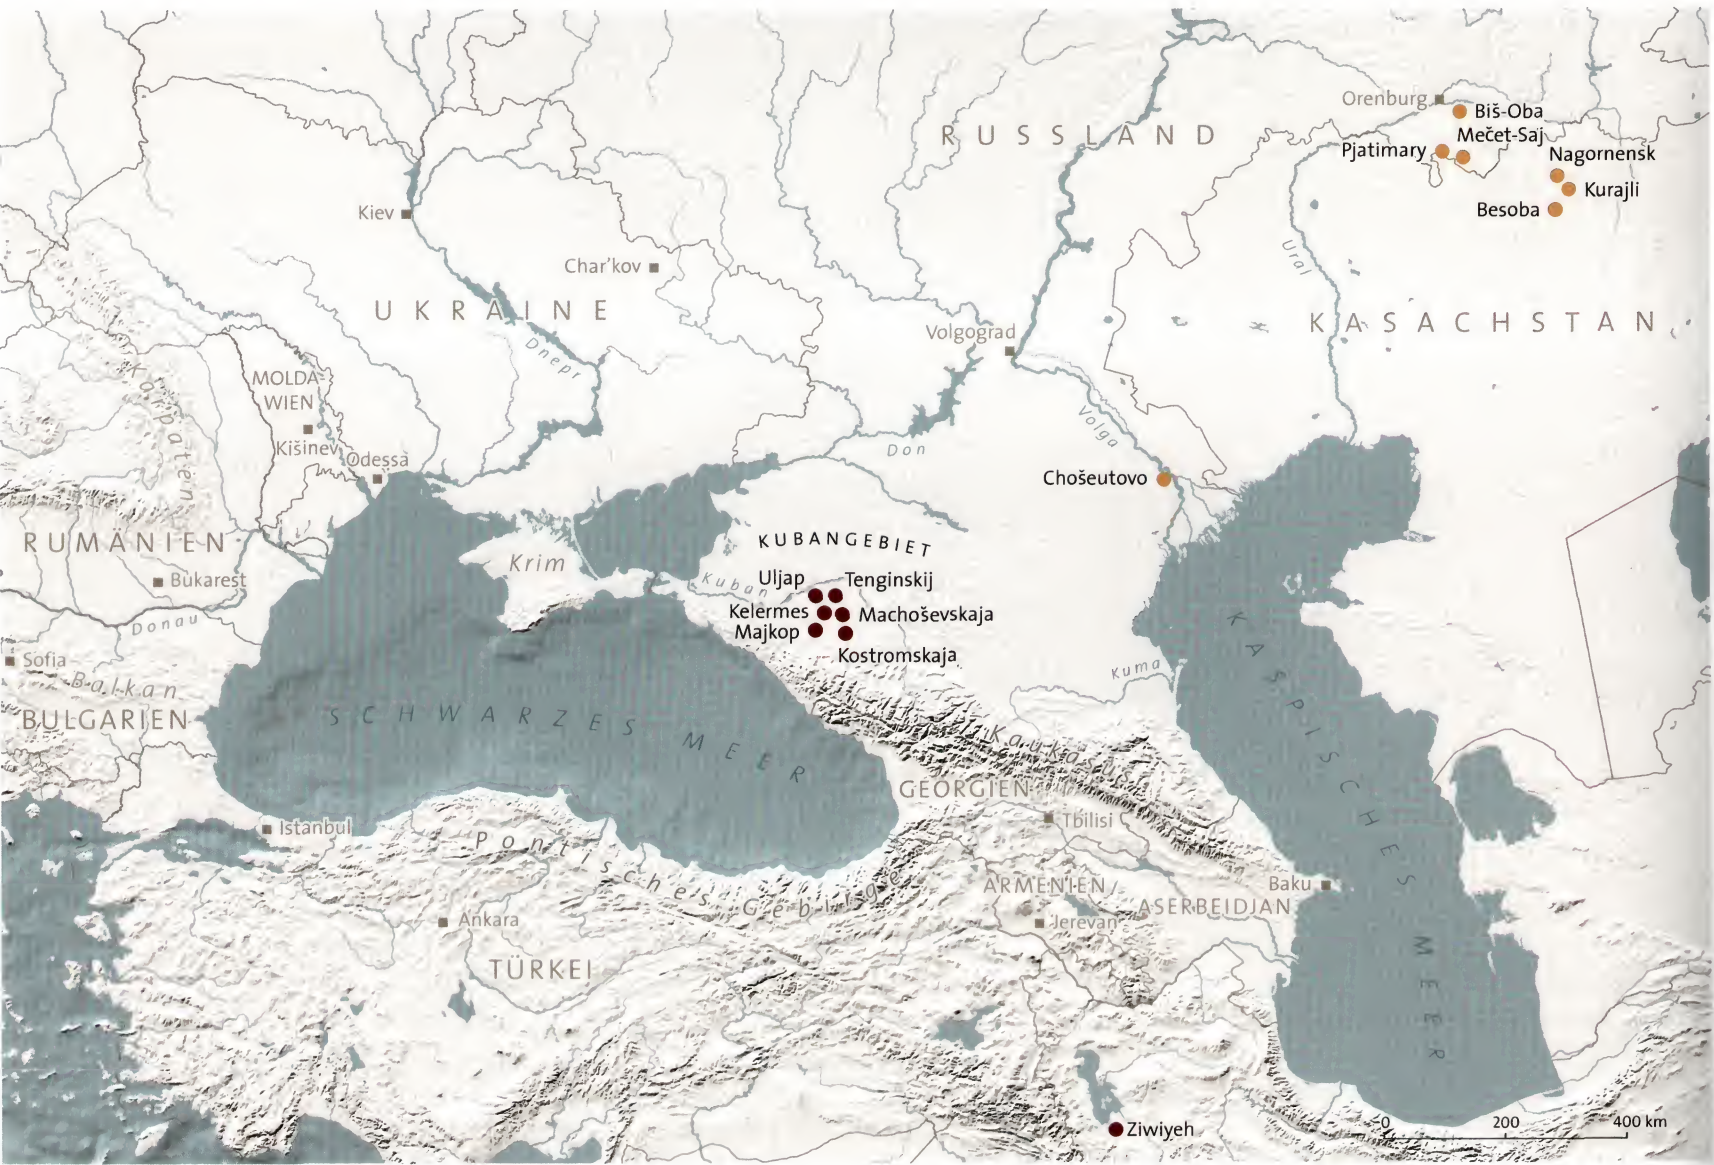 Orenburg
Biš-Oba
RUSSLAND
Mečet-Saj
Pjatimary
Nagornensk
Kurajli
Kiev
Besoba
Char'kov
Ural
UKRAINE
KASACHSTAN
Dnepr
Volgograd
Karpaten
MOLDA-
WIEN
Volga
Kišinev
Odessa
Don
Chošeutovo
RUMÄNIEN
KUBANGEBIET
Krim
Bukarest
Kuban
Uljap
Tenginskij
Kelermes
Machoševskaja
Donau
Majkop
Kostromskaja
Sofia
Balkan
Kuma
BULGARIEN
SCHWARZES MEER
KASPISCHES MEER
Kaukasus
GEORGIEN
Istanbul
Tbilisi
Pontisches Gebirge
ARMENIEN
Baku
ASERBEIDJAN
Ankara
Jerevan
TÜRKEI
0 200 400 km
Ziwiyeh